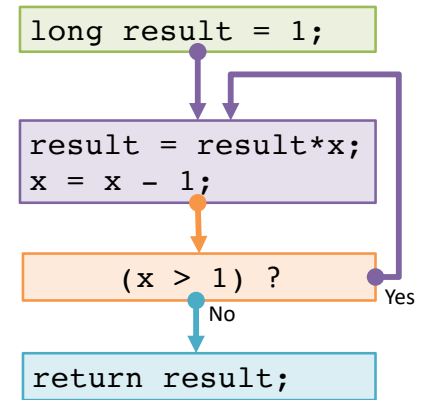 long result = 1;
result = result*x;
x = x - 1;
(x > 1) ?
Yes
No
return result;